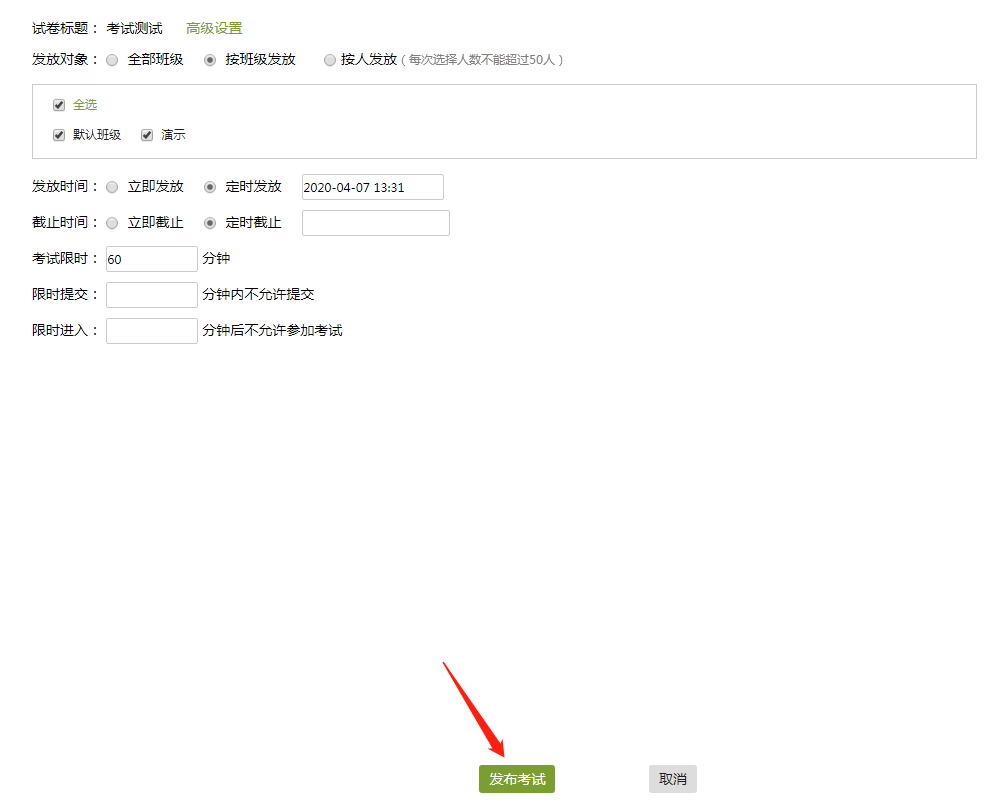 试卷标题： 考试测试 高级设置
发放对象： 全部班级 按班级发放 按人发放（每次选择人数不能超过50人）
全选
默认班级 演示
发放时间： 立即发放 定时发放 2020-04-07 13:31
截止时间： 立即截止 定时截止
考试限时： 60 分钟
限时提交： 分钟内不允许提交
限时进入： 分钟后不允许参加考试
发布考试 取消